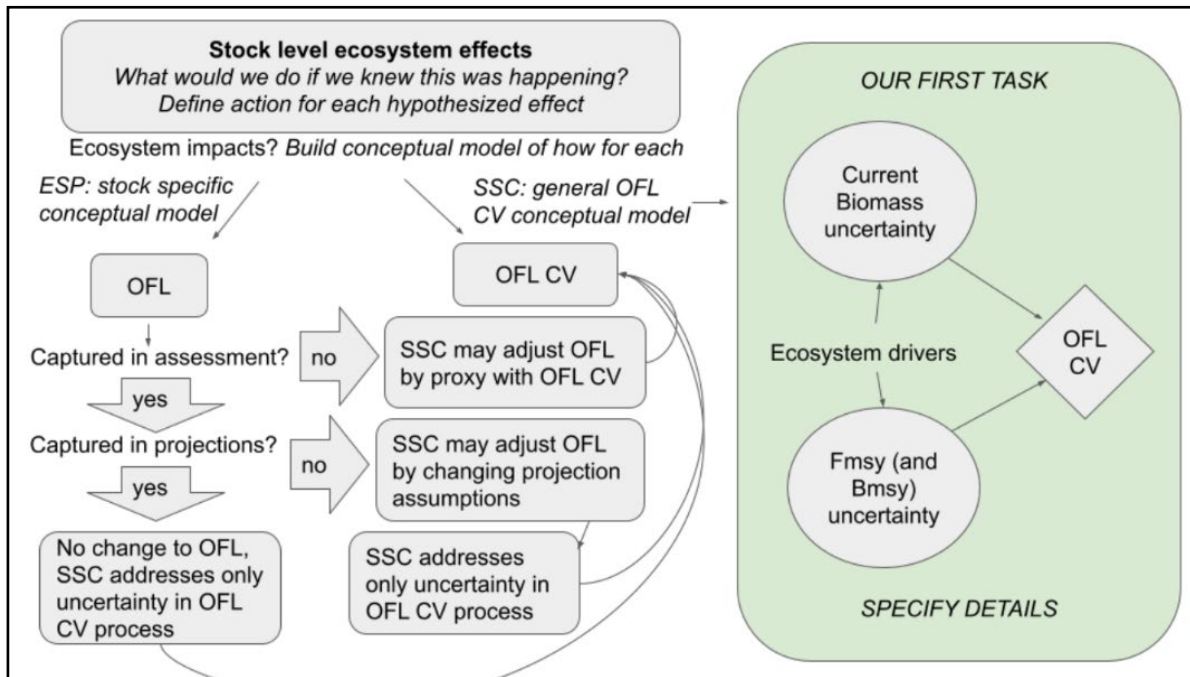 Stock level ecosystem effects
What would we do if we knew this was happening?
Define action for each hypothesized effect
Ecosystem impacts? Build conceptual model of how for each
ESP: stock specific
conceptual model
SSC: general OFL
CV conceptual model
OFL
OFL CV
Captured in assessment?
no
SSC may adjust OFL
by proxy with OFL CV
yes
Captured in projections?
no
SSC may adjust OFL
by changing projection
assumptions
yes
No change to OFL,
SSC addresses only
uncertainty in OFL
CV process
SSC addresses
only uncertainty in
OFL CV process
OUR FIRST TASK
Current
Biomass
uncertainty
Ecosystem drivers
OFL
CV
Fmsy (and
Bmsy)
uncertainty
SPECIFY DETAILS